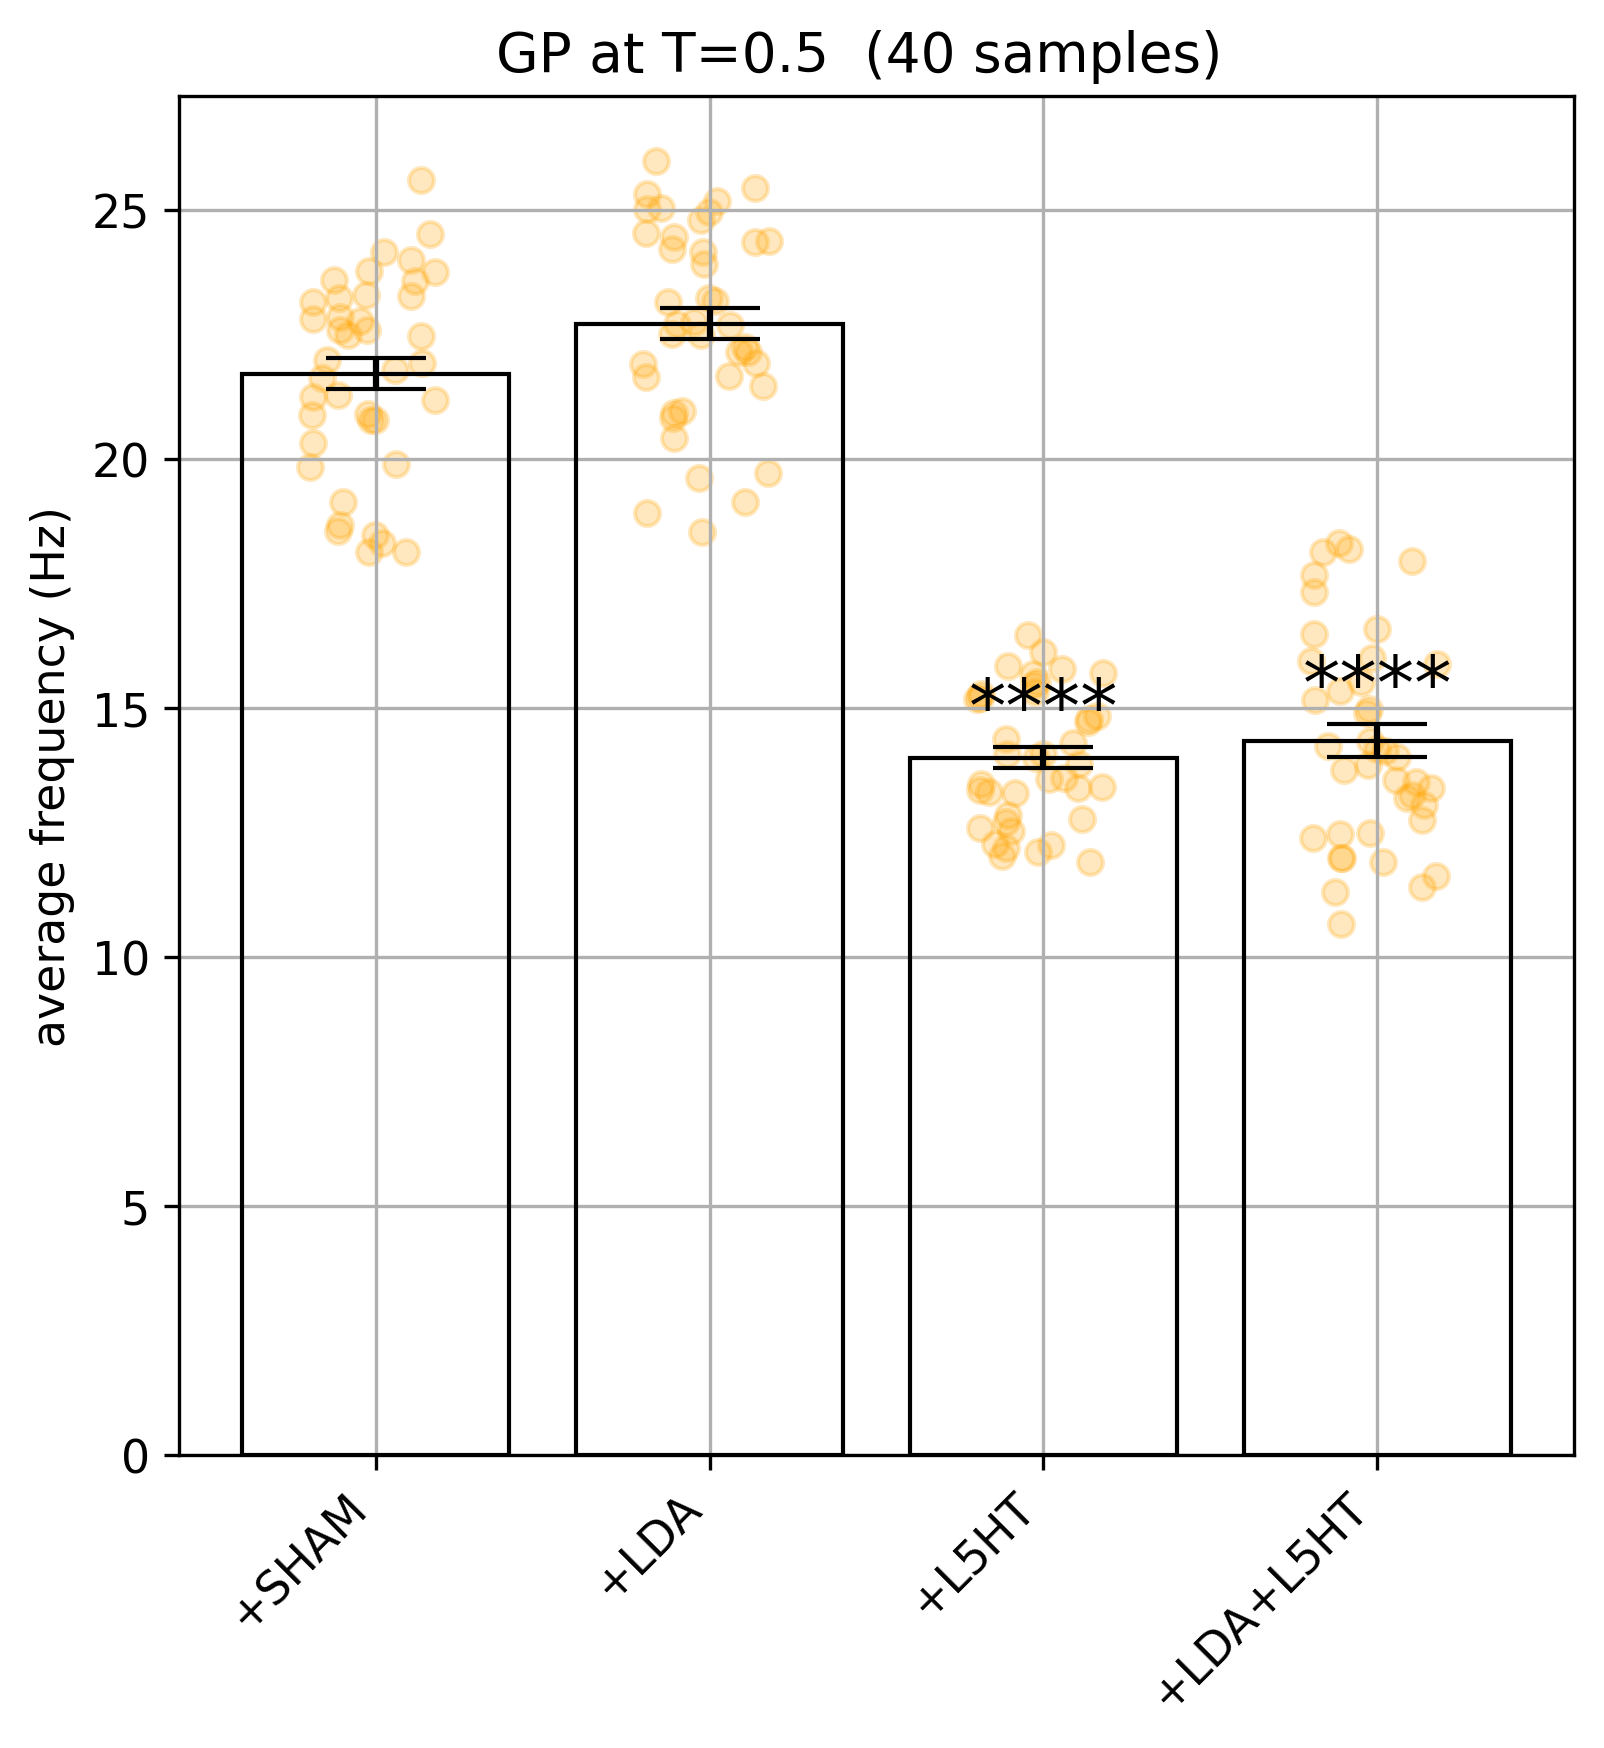 GP at T=0.5  (40 samples)
average frequency (Hz)
25
20
15
10
5
0
****
****
+SHAM
+LDA
+L5HT
+LDA+L5HT